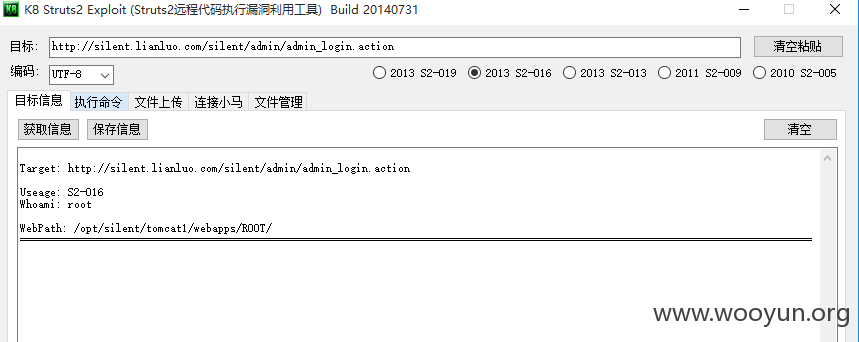 K8 Struts2 Exploit (Struts2远程代码执行漏洞利用工具) Build 20140731
目标: http://silent.lianluo.com/silent/admin/admin_login.action 清空粘贴
编码: UTF-8 2013 S2-019 2013 S2-016 2013 S2-013 2011 S2-009 2010 S2-005
目标信息 执行命令 文件上传 连接小马 文件管理
获取信息 保存信息 清空
Target: http://silent.lianluo.com/silent/admin/admin_login.action
Useage: S2-016
Whoami: root
WebPath: /opt/silent/tomcat1/webapps/ROOT/
www.wooyun.org